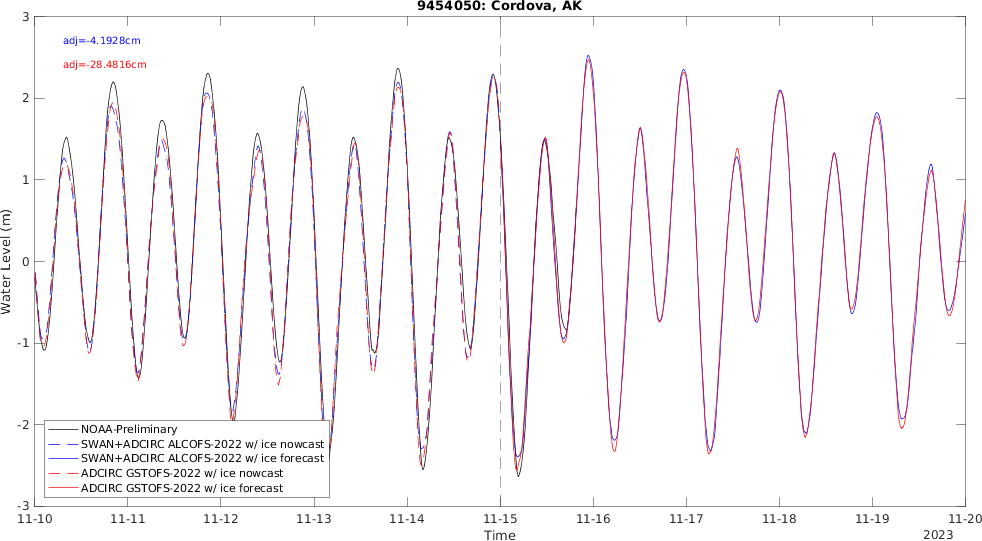 9454050: Cordova, AK
adj=-4.1928cm
adj=-28.4816cm
3
2
1
0
-1
-2
-3
Water Level (m)
NOAA-Preliminary
SWAN+ADCIRC ALCOFS-2022 w/ ice nowcast
SWAN+ADCIRC ALCOFS-2022 w/ ice forecast
ADCIRC GSTOFS-2022 w/ ice nowcast
ADCIRC GSTOFS-2022 w/ ice forecast
11-10 11-11 11-12 11-13 11-14 11-15 11-16 11-17 11-18 11-19 11-20
Time
2023